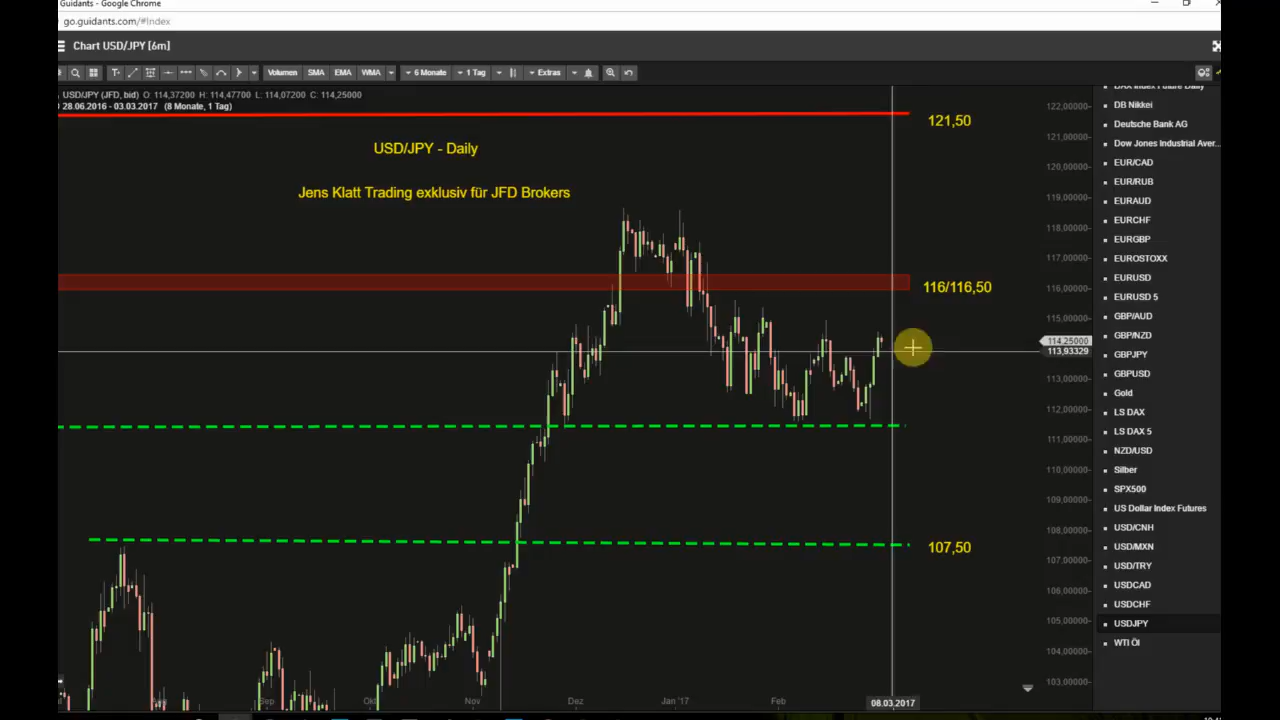 Guidants - Google Chrome
go.guidants.com/#Index
Chart USD/JPY [6m]
Volumen SMA EMA WMA 6 Monate 1 Tag Extras
USD/JPY (JFD, bid) O: 114,37200 H: 114,47700 L: 114,07200 C: 114,25000
28.06.2016 - 03.03.2017 (8 Monate, 1 Tag)
121,50
USD/JPY - Daily
Jens Klatt Trading exklusiv für JFD Brokers
116/116,50
107,50
122,00000
121,00000
120,00000
119,00000
118,00000
117,00000
116,00000
115,00000
114,25000
113,93329
113,00000
112,00000
111,00000
110,00000
109,00000
108,00000
107,00000
106,00000
105,00000
104,00000
103,00000
Sep Okt Nov Dez Jan '17 Feb 08.03.2017
DAX Index Future Daily
DB Nikkei
Deutsche Bank AG
Dow Jones Industrial Aver...
EUR/CAD
EUR/RUB
EURAUD
EURCHF
EURGBP
EUROSTOXX
EURUSD
EURUSD 5
GBP/AUD
GBP/NZD
GBPJPY
GBPUSD
Gold
LS DAX
LS DAX 5
NZD/USD
Silber
SPX500
US Dollar Index Futures
USD/CNH
USD/MXN
USD/TRY
USDCAD
USDCHF
USDJPY
WTI Öl